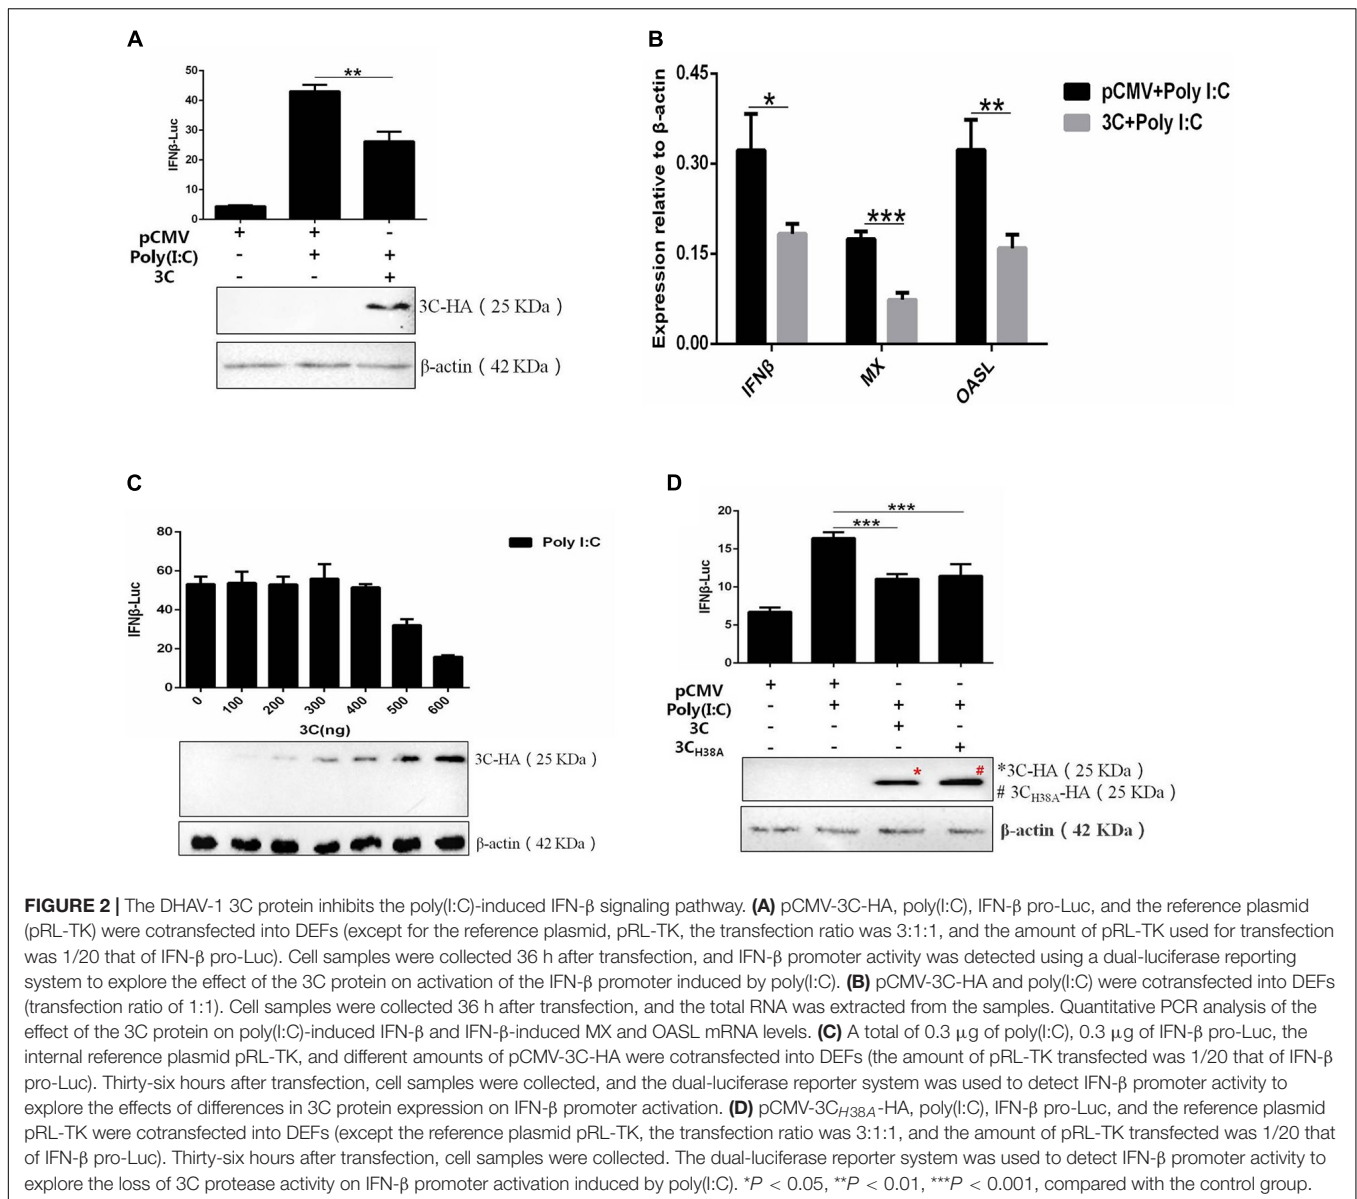 A
50
40
30
20
10
0
IFNβ-Luc
**
pCMV + + -
Poly(I:C) - + +
3C - - +
3C-HA ( 25 KDa )
β-actin ( 42 KDa )
B
0.45
0.30
0.15
0.00
Expression relative to β-actin
* *** **
IFNβ MX OASL
pCMV+Poly I:C
3C+Poly I:C
C
80
60
40
20
0
IFNβ-Luc
Poly I:C
0 100 200 300 400 500 600
3C(ng)
3C-HA ( 25 KDa )
β-actin ( 42 KDa )
D
20
15
10
5
0
IFNβ-Luc
***
***
pCMV + + - -
Poly(I:C) - + + +
3C - - + -
3CH38A - - - +
* #
*3C-HA ( 25 KDa )
# 3CH38A-HA ( 25 KDa )
β-actin ( 42 KDa )
FIGURE 2 | The DHAV-1 3C protein inhibits the poly(I:C)-induced IFN-β signaling pathway. (A) pCMV-3C-HA, poly(I:C), IFN-β pro-Luc, and the reference plasmid
(pRL-TK) were cotransfected into DEFs (except for the reference plasmid, pRL-TK, the transfection ratio was 3:1:1, and the amount of pRL-TK used for transfection
was 1/20 that of IFN-β pro-Luc). Cell samples were collected 36 h after transfection, and IFN-β promoter activity was detected using a dual-luciferase reporting
system to explore the effect of the 3C protein on activation of the IFN-β promoter induced by poly(I:C). (B) pCMV-3C-HA and poly(I:C) were cotransfected into DEFs
(transfection ratio of 1:1). Cell samples were collected 36 h after transfection, and the total RNA was extracted from the samples. Quantitative PCR analysis of the
effect of the 3C protein on poly(I:C)-induced IFN-β and IFN-β-induced MX and OASL mRNA levels. (C) A total of 0.3 μg of poly(I:C), 0.3 μg of IFN-β pro-Luc, the
internal reference plasmid pRL-TK, and different amounts of pCMV-3C-HA were cotransfected into DEFs (the amount of pRL-TK transfected was 1/20 that of IFN-β
pro-Luc). Thirty-six hours after transfection, cell samples were collected, and the dual-luciferase reporter system was used to detect IFN-β promoter activity to
explore the effects of differences in 3C protein expression on IFN-β promoter activation. (D) pCMV-3CH38A-HA, poly(I:C), IFN-β pro-Luc, and the reference plasmid
pRL-TK were cotransfected into DEFs (except the reference plasmid pRL-TK, the transfection ratio was 3:1:1, and the amount of pRL-TK transfected was 1/20 that
of IFN-β pro-Luc). Thirty-six hours after transfection, cell samples were collected. The dual-luciferase reporter system was used to detect IFN-β promoter activity to
explore the loss of 3C protease activity on IFN-β promoter activation induced by poly(I:C). *P < 0.05, **P < 0.01, ***P < 0.001, compared with the control group.